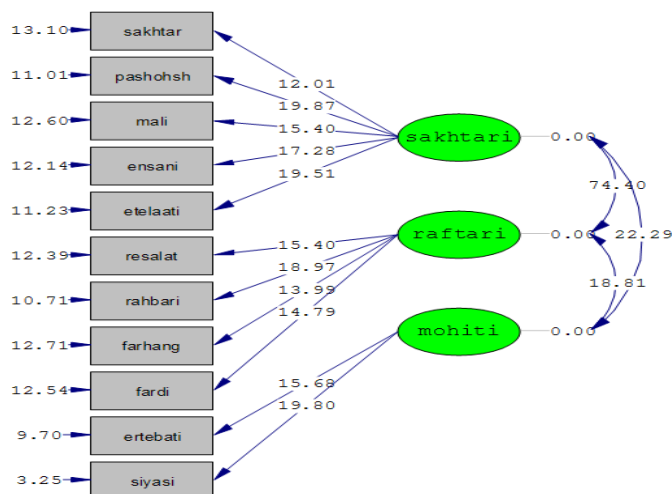 13.10 sakhtar
11.01 pashohsh
12.60 mali
12.14 ensani
11.23 etelaati
12.39 resalat
10.71 rahbari
12.71 farhang
12.54 fardi
9.70 ertebati
3.25 siyasi
12.01
19.87
15.40
17.28
19.51
15.40
18.97
13.99
14.79
15.68
19.80
sakhtari 0.00
raftari 0.00
mohiti 0.00
74.40
22.29
18.81